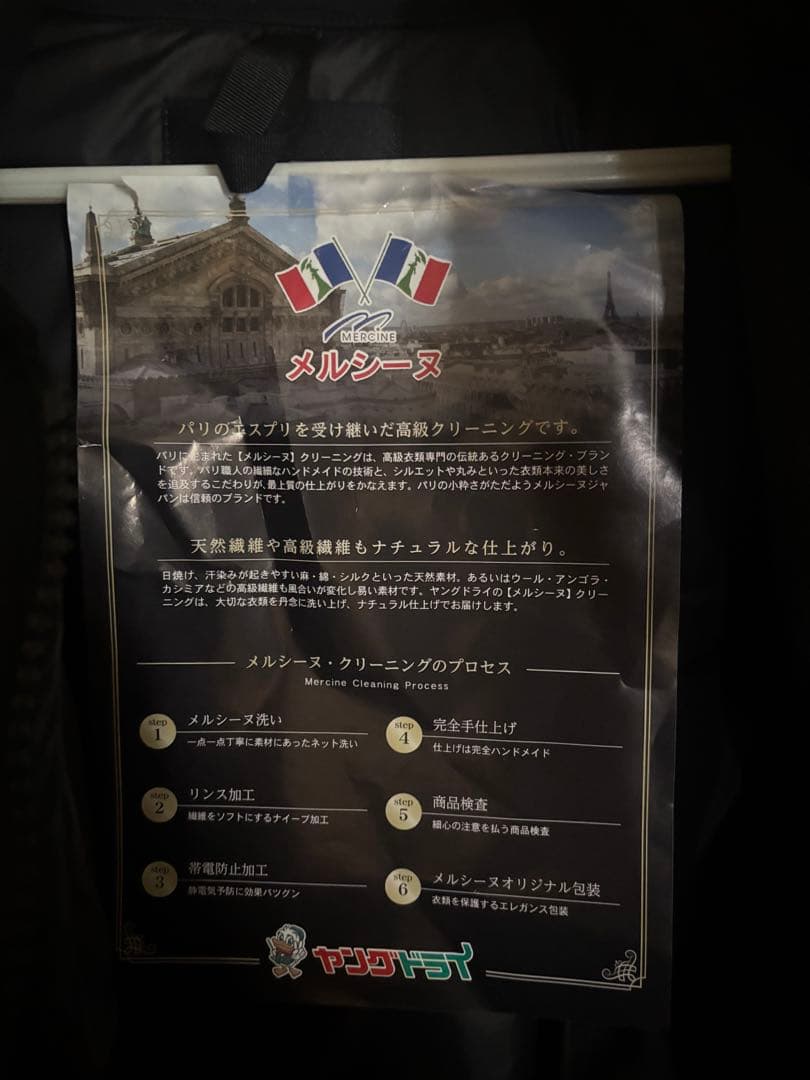 MERCINE
メルシーヌ
パリのエスプリを受け継いだ高級クリーニングです。
パリに生まれた【メルシーヌ】クリーニングは、高級衣類専門の伝統あるクリーニング・ブラン
ドです。パリ職人の繊細なハンドメイドの技術と、シルエットや丸みといった衣類本来の美しさ
を追及するこだわりが、最上質の仕上がりをかなえます。パリの小粋さがただようメルシーヌジャ
パンは信頼のブランドです。
天然繊維や高級繊維もナチュラルな仕上がり。
日焼け、汗染みが起きやすい麻・綿・シルクといった天然素材。あるいはウール・アンゴラ・
カシミアなどの高級繊維も風合いが変化し易い素材です。ヤングドライの【メルシーヌ】クリー
ニングは、大切な衣類を丹念に洗い上げ、ナチュラル仕上げでお届けします。
メルシーヌ・クリーニングのプロセス
Mercine Cleaning Process
step 1 メルシーヌ洗い
一点一点丁寧に素材にあったネット洗い
step 2 リンス加工
繊維をソフトにするナイーブ加工
step 3 帯電防止加工
静電気予防に効果バツグン
step 4 完全手仕上げ
仕上げは完全ハンドメイド
step 5 商品検査
細心の注意を払う商品検査
step 6 メルシーヌオリジナル包装
衣類を保護するエレガンス包装
ヤングドライ